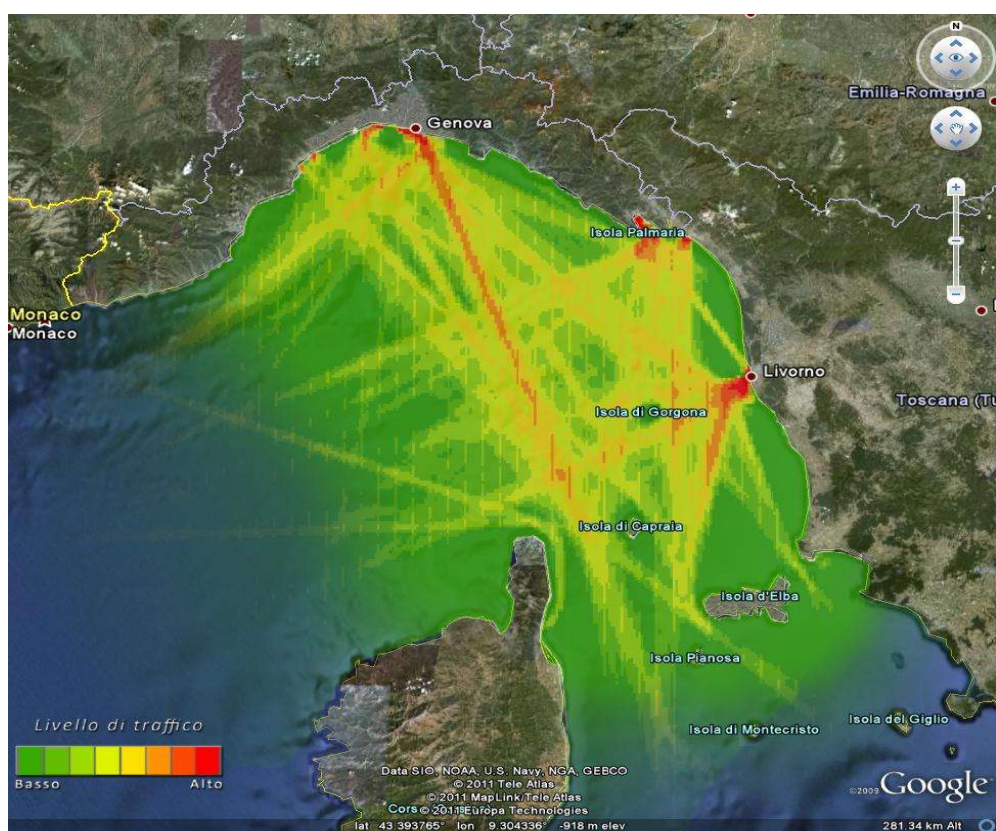 N
Emilia-Romagna
Genova
Isola Palmaria
Monaco
Monaco
Livorno
Toscana (Tu
Isola di Gorgona
Isola di Capraia
Isola d'Elba
Isola Pianosa
Isola di Montecristo
Isola del Giglio
Livello di traffico
Basso
Alto
Data SIO, NOAA, U.S. Navy, NGA, GEBCO
© 2011 Tele Atlas
© 2011 MapLink/Tele Atlas
Cors © 2011 Europa Technologies
©2009 Google
lat 43.393765° lon 9.304336° -918 m elev
281.34 km Alt